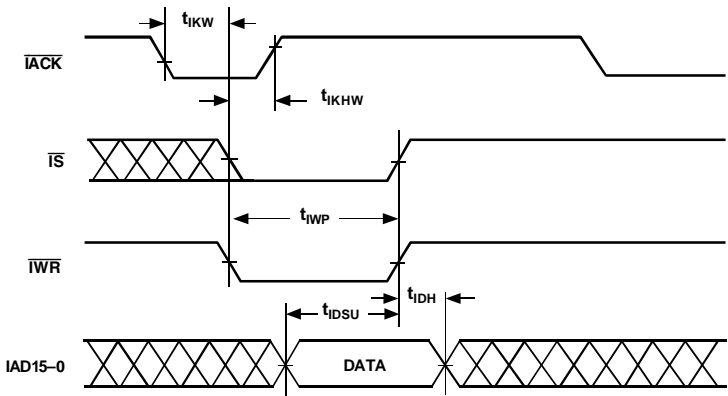 tIKW
IACK
tIKHW
IS
tIWP
IWR
tIDH
tIDSU
IAD15–0
DATA